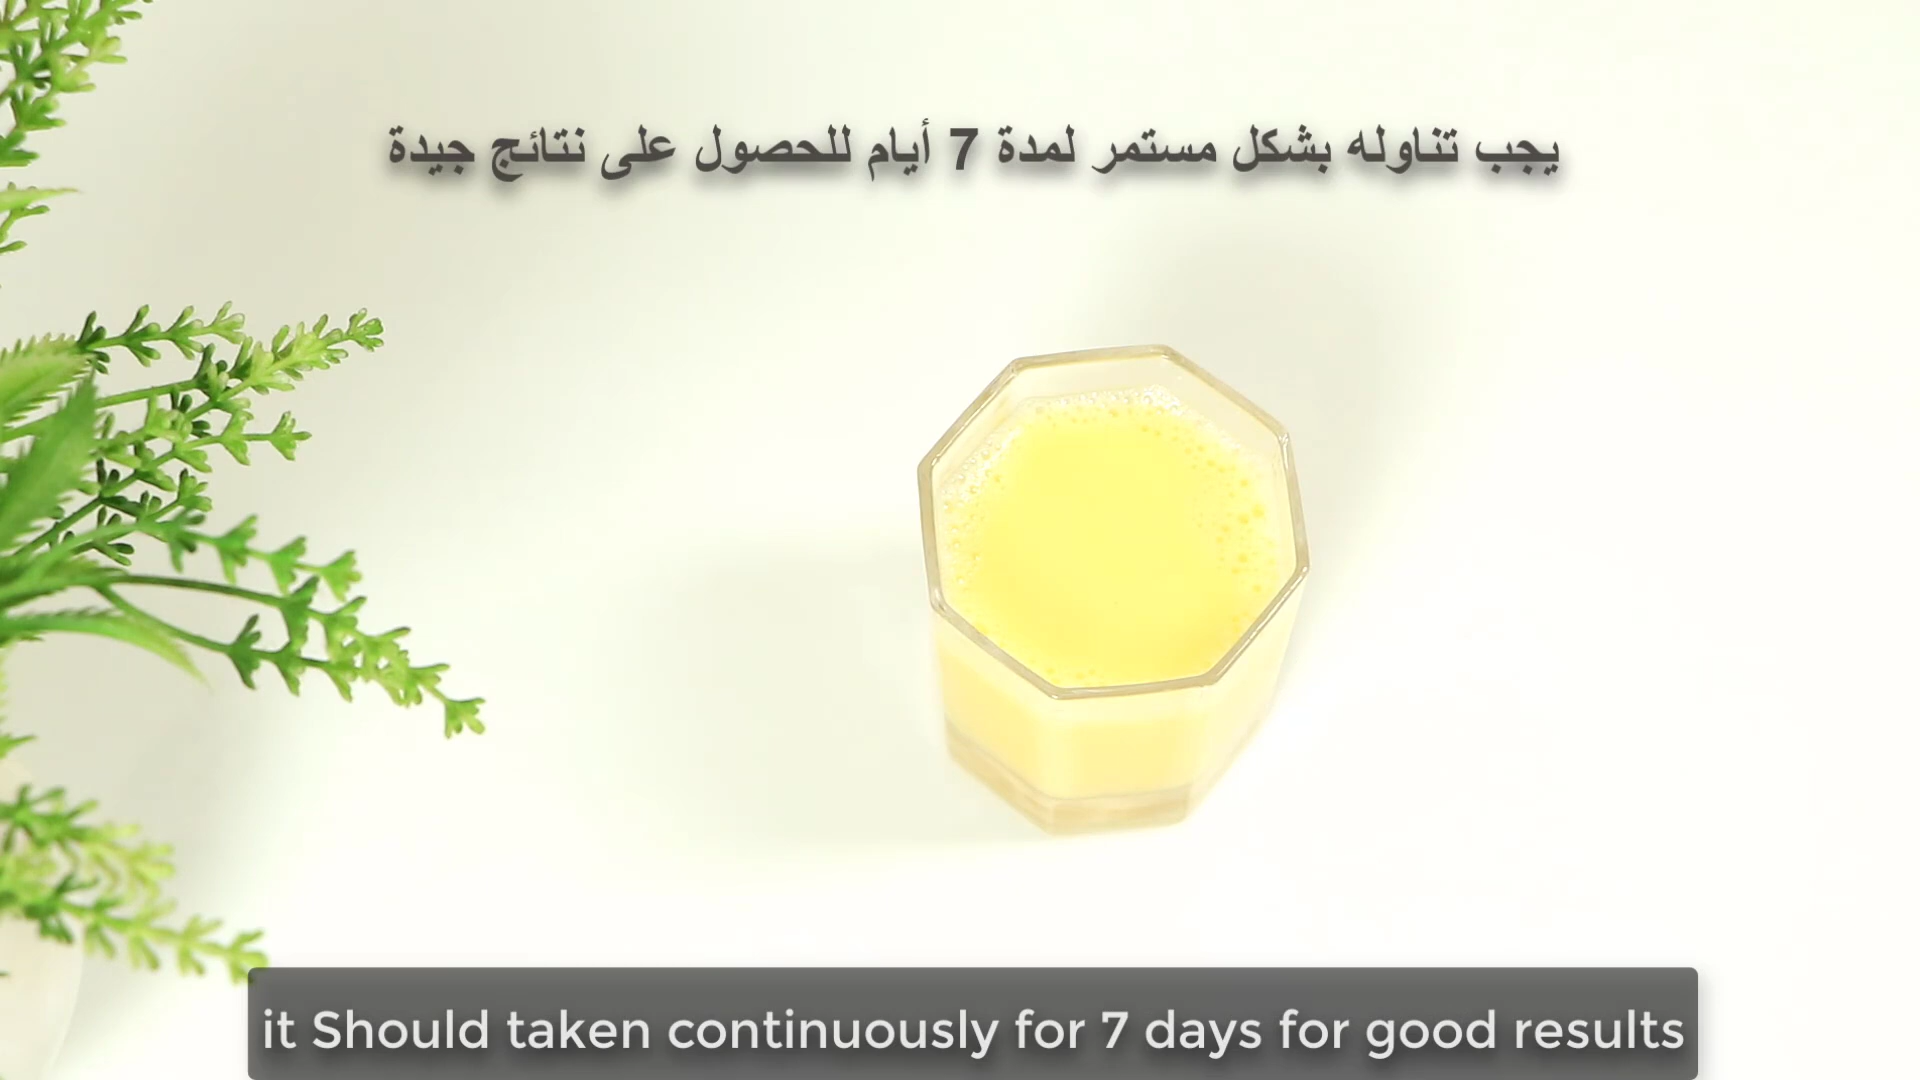 يجب تناوله بشكل مستمر لمدة 7 أيام للحصول على نتائج جيدة
it Should taken continuously for 7 days for good results